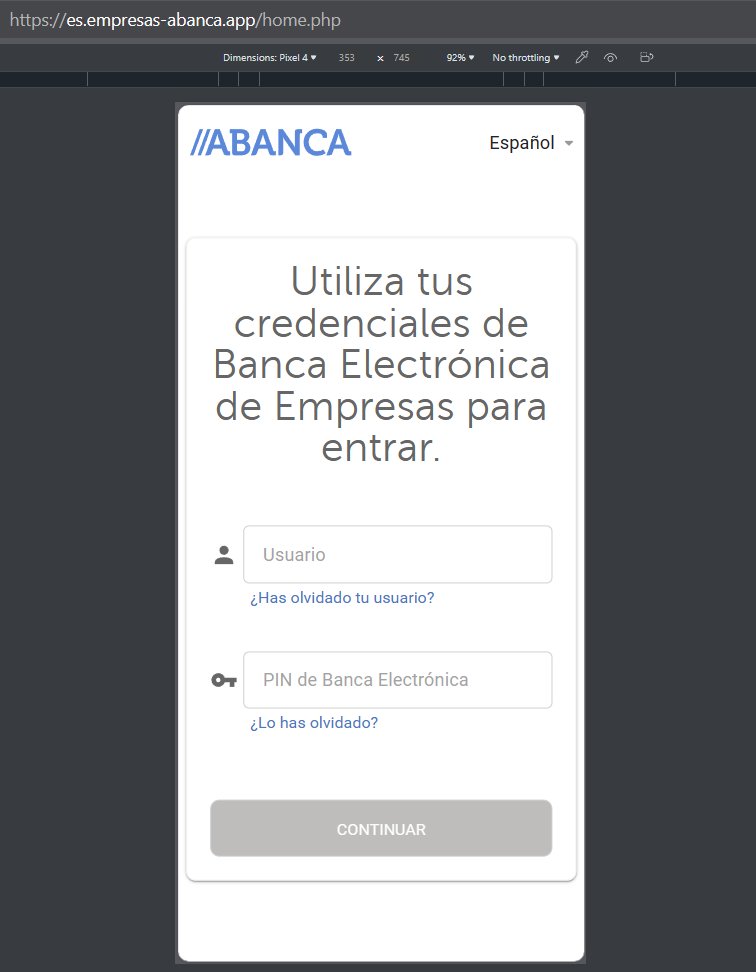 https://es.empresas-abanca.app/home.php
Dimensions: Pixel 4 ▾ 353 x 745 92% ▾ No throttling ▾
//ABANCA
Español
Utiliza tus
credenciales de
Banca Electrónica
de Empresas para
entrar.
Usuario
¿Has olvidado tu usuario?
PIN de Banca Electrónica
¿Lo has olvidado?
CONTINUAR